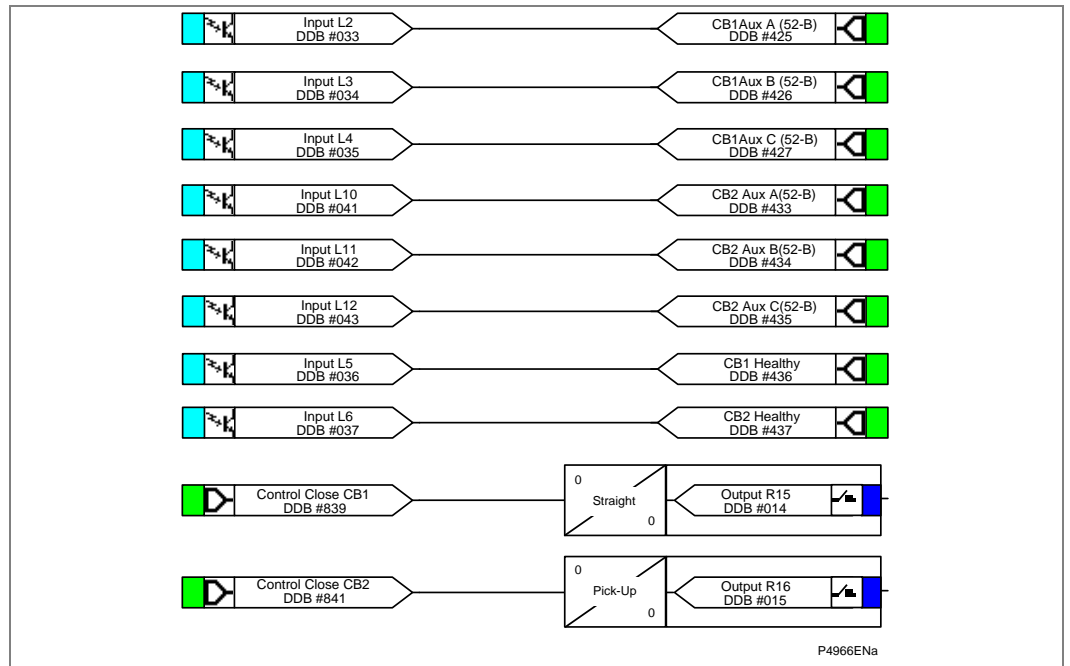 Input L2
DDB #033
CB1Aux A (52-B)
DDB #425
Input L3
DDB #034
CB1Aux B (52-B)
DDB #426
Input L4
DDB #035
CB1Aux C (52-B)
DDB #427
Input L10
DDB #041
CB2 Aux A(52-B)
DDB #433
Input L11
DDB #042
CB2 Aux B(52-B)
DDB #434
Input L12
DDB #043
CB2 Aux C(52-B)
DDB #435
Input L5
DDB #036
CB1 Healthy
DDB #436
Input L6
DDB #037
CB2 Healthy
DDB #437
Control Close CB1
DDB #839
0
Straight
0
Output R15
DDB #014
Control Close CB2
DDB #841
0
Pick-Up
0
Output R16
DDB #015
P4966ENa